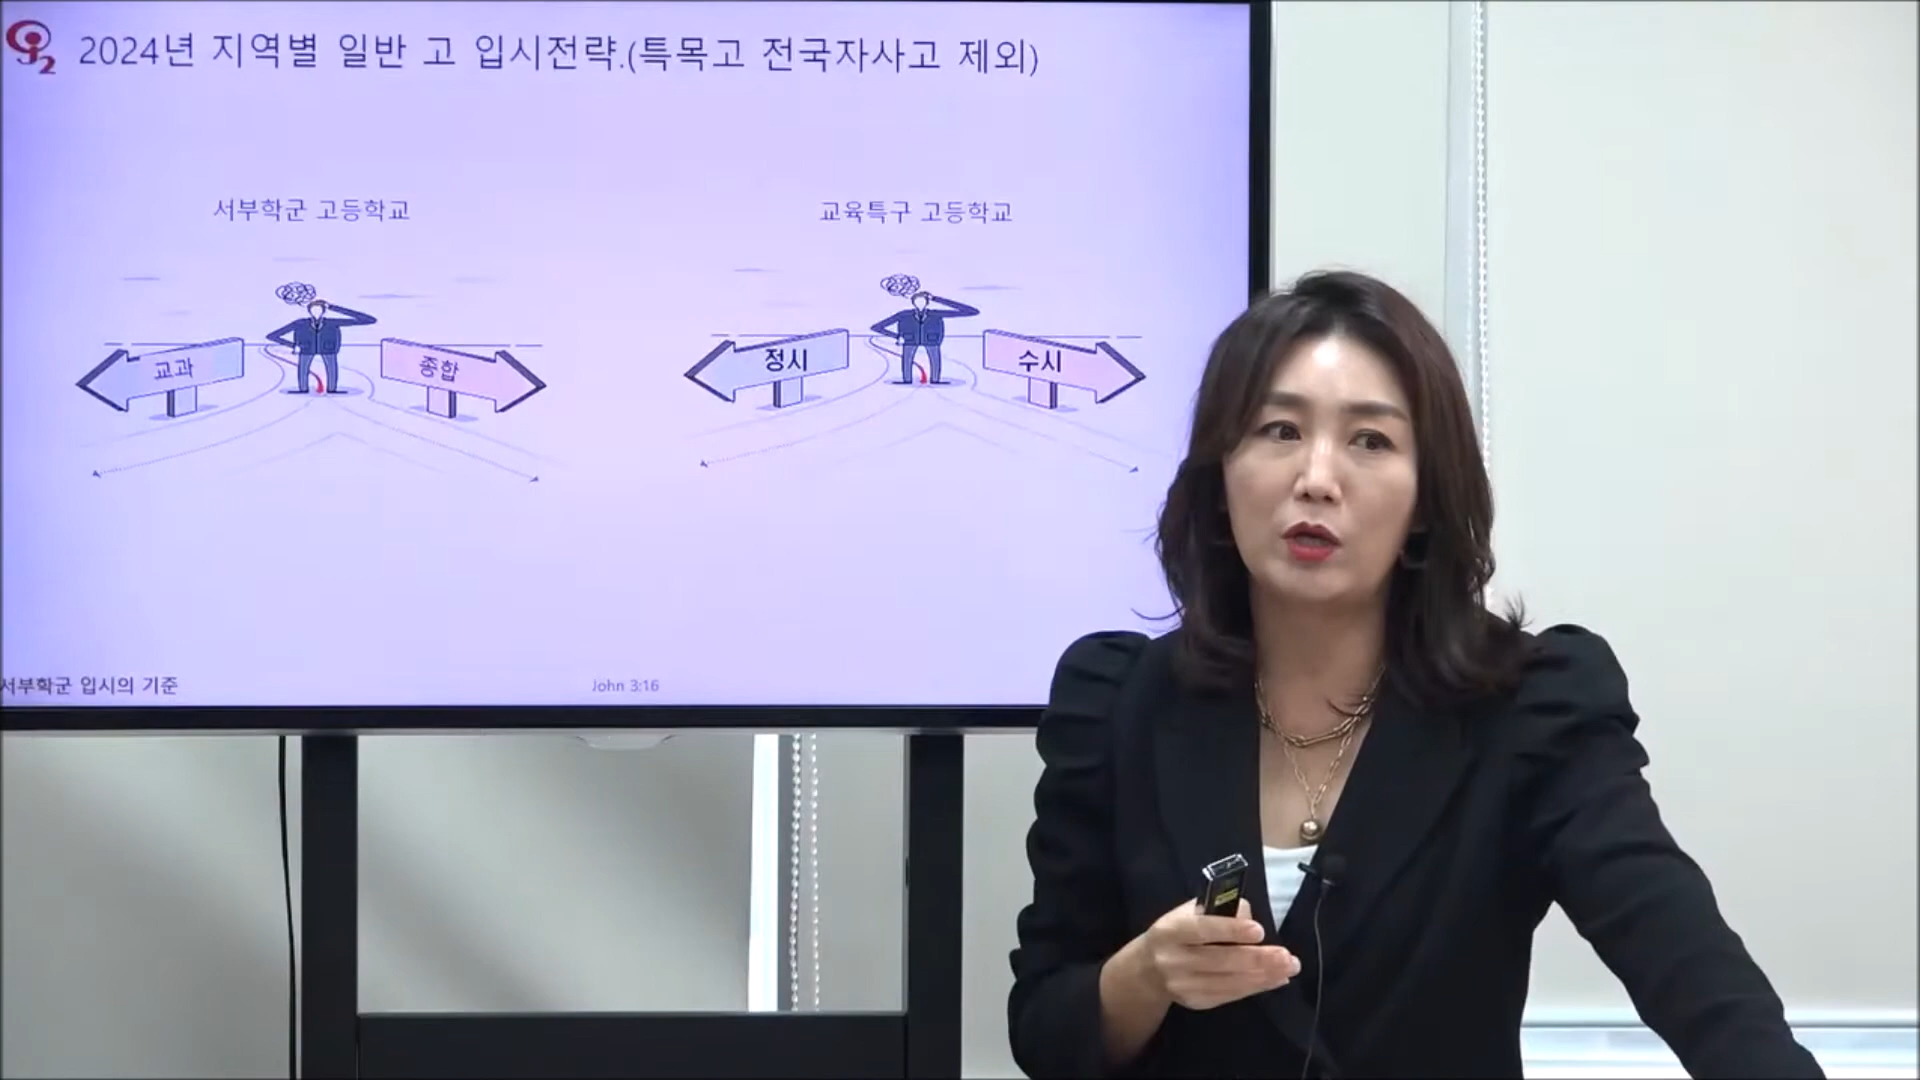 2024년 지역별 일반 고 입시전략.(특목고 전국자사고 제외)
서부학군 고등학교
교육특구 고등학교
교과
종합
정시
수시
서부학군 입시의 기준
John 3:16